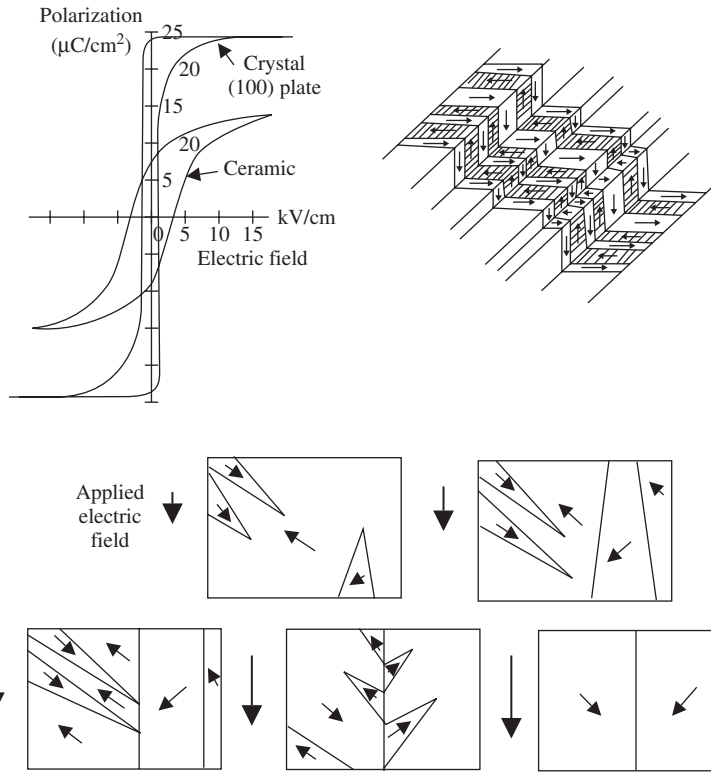 Polarization
(μC/cm²)
25
20
Crystal
(100) plate
15
10
Ceramic
5
kV/cm
0 5 10 15
Electric field
Applied
electric
field